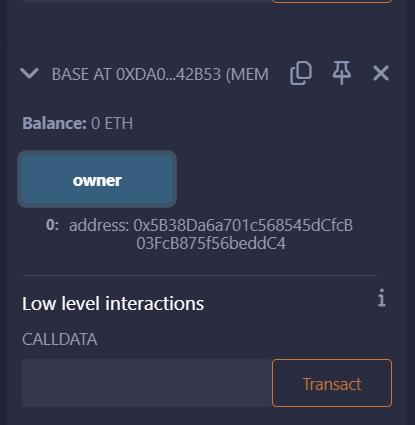 BASE AT 0XDA0...42B53 (MEM
Balance: 0 ETH
owner
0: address: 0x5B38Da6a701c568545dCfcB
03FcB875f56beddC4
Low level interactions
CALLDATA
Transact